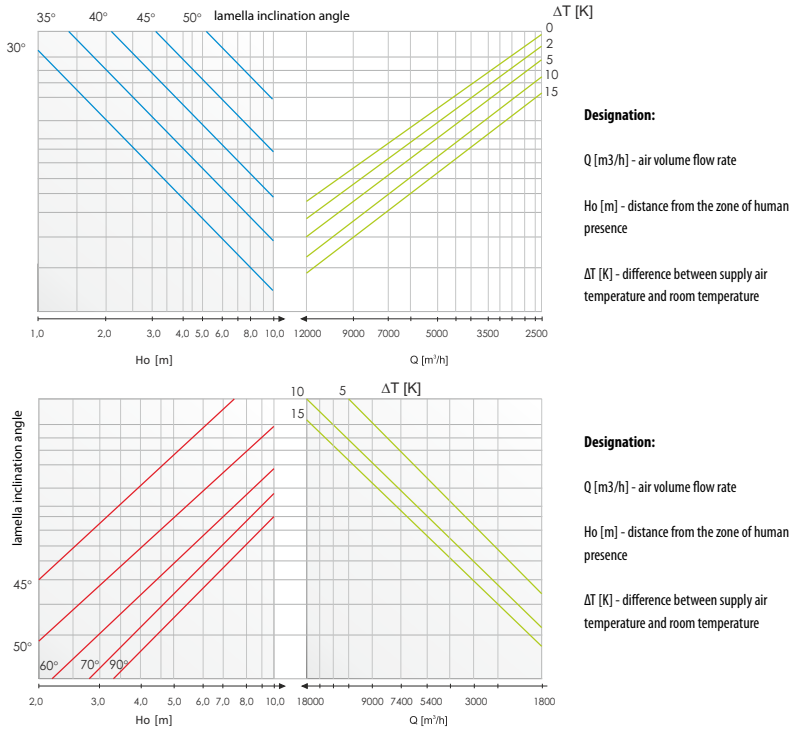 35° 40° 45° 50° lamella inclination angle
30°
ΔT [K]
0
2
5
10
15
1,0 2,0 3,0 4,0 5,0 6,0 8,0 10,0 12000 9000 7000 5000 3500 2500
Ho [m] Q [m³/h]
Designation:
Q [m3/h] - air volume flow rate
Ho [m] - distance from the zone of human
presence
ΔT [K] - difference between supply air
temperature and room temperature
10 5 ΔT [K]
15
lamella inclination angle
45°
50°
60° 70° 90°
2,0 3,0 4,0 5,0 6,0 7,0 8,0 10,0 18000 9000 7400 5400 3000 1800
Ho [m] Q [m³/h]
Designation:
Q [m3/h] - air volume flow rate
Ho [m] - distance from the zone of human
presence
ΔT [K] - difference between supply air
temperature and room temperature